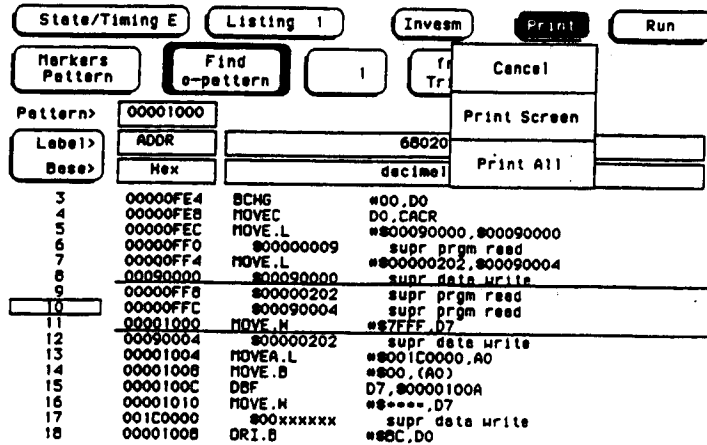 State/Timing E Listing 1 Invasm Print Run
Markers Pattern Find o-pattern 1 Cancel
Print Screen
Print All
Pattern> 00001000
Label> ADDR 68020
Base> Hex decimal
3 00000FE4 BCHG #00,D0
4 00000FE8 MOVEC D0,CACR
5 00000FEC MOVE.L #$00090000,$00090000
6 00000FF0 $00000009 supr prgm read
7 00000FF4 MOVE.L #$00000202,$00090004
8 00090000 $00090000 supr data write
9 00000FF8 $00000202 supr prgm read
10 00000FFC $00090004 supr prgm read
11 00001000 MOVE.W #$7FFF,D7
12 00090004 $00000202 supr data write
13 00001004 MOVEA.L #$001C0000,A0
14 00001008 MOVE.B #$00,(A0)
15 0000100C DBF D7,$0000100A
16 00001010 MOVE.W #$****,D7
17 001C0000 $00xxxxxx supr data write
18 00001008 ORI.B #$BC,D0